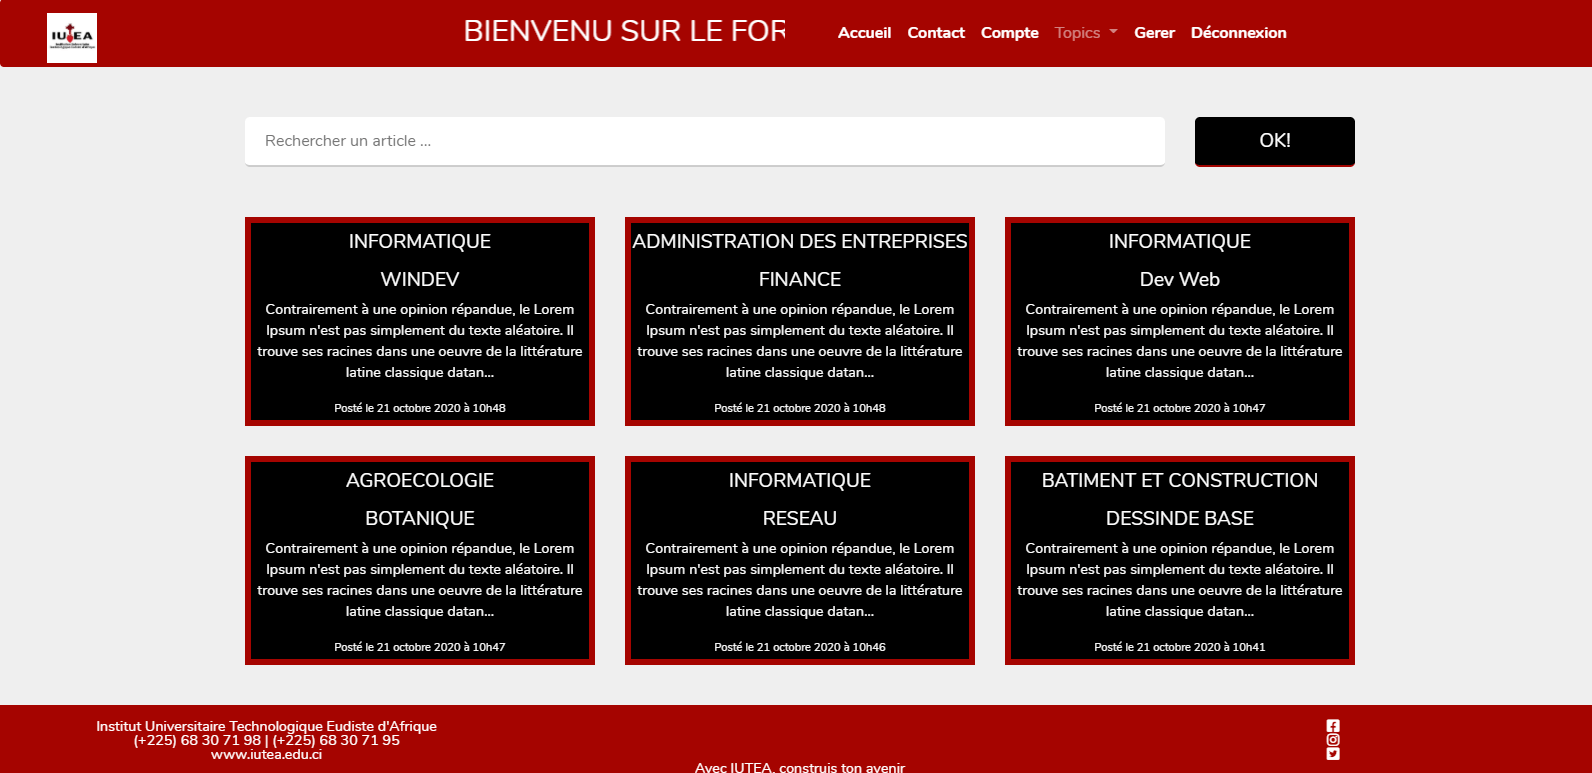 IUTEA
BIENVENU SUR LE FOR
Accueil Contact Compte Topics Gerer Déconnexion
Rechercher un article ...
OK!
INFORMATIQUE
WINDEV
Contrairement à une opinion répandue, le Lorem
Ipsum n'est pas simplement du texte aléatoire. Il
trouve ses racines dans une oeuvre de la littérature
latine classique datan...
Posté le 21 octobre 2020 à 10h48
ADMINISTRATION DES ENTREPRISES
FINANCE
Contrairement à une opinion répandue, le Lorem
Ipsum n'est pas simplement du texte aléatoire. Il
trouve ses racines dans une oeuvre de la littérature
latine classique datan...
Posté le 21 octobre 2020 à 10h48
INFORMATIQUE
Dev Web
Contrairement à une opinion répandue, le Lorem
Ipsum n'est pas simplement du texte aléatoire. Il
trouve ses racines dans une oeuvre de la littérature
latine classique datan...
Posté le 21 octobre 2020 à 10h47
AGROECOLOGIE
BOTANIQUE
Contrairement à une opinion répandue, le Lorem
Ipsum n'est pas simplement du texte aléatoire. Il
trouve ses racines dans une oeuvre de la littérature
latine classique datan...
Posté le 21 octobre 2020 à 10h47
INFORMATIQUE
RESEAU
Contrairement à une opinion répandue, le Lorem
Ipsum n'est pas simplement du texte aléatoire. Il
trouve ses racines dans une oeuvre de la littérature
latine classique datan...
Posté le 21 octobre 2020 à 10h46
BATIMENT ET CONSTRUCTION
DESSINDE BASE
Contrairement à une opinion répandue, le Lorem
Ipsum n'est pas simplement du texte aléatoire. Il
trouve ses racines dans une oeuvre de la littérature
latine classique datan...
Posté le 21 octobre 2020 à 10h41
Institut Universitaire Technologique Eudiste d'Afrique
(+225) 68 30 71 98 | (+225) 68 30 71 95
www.iutea.edu.ci
Avec IUTEA, construis ton avenir